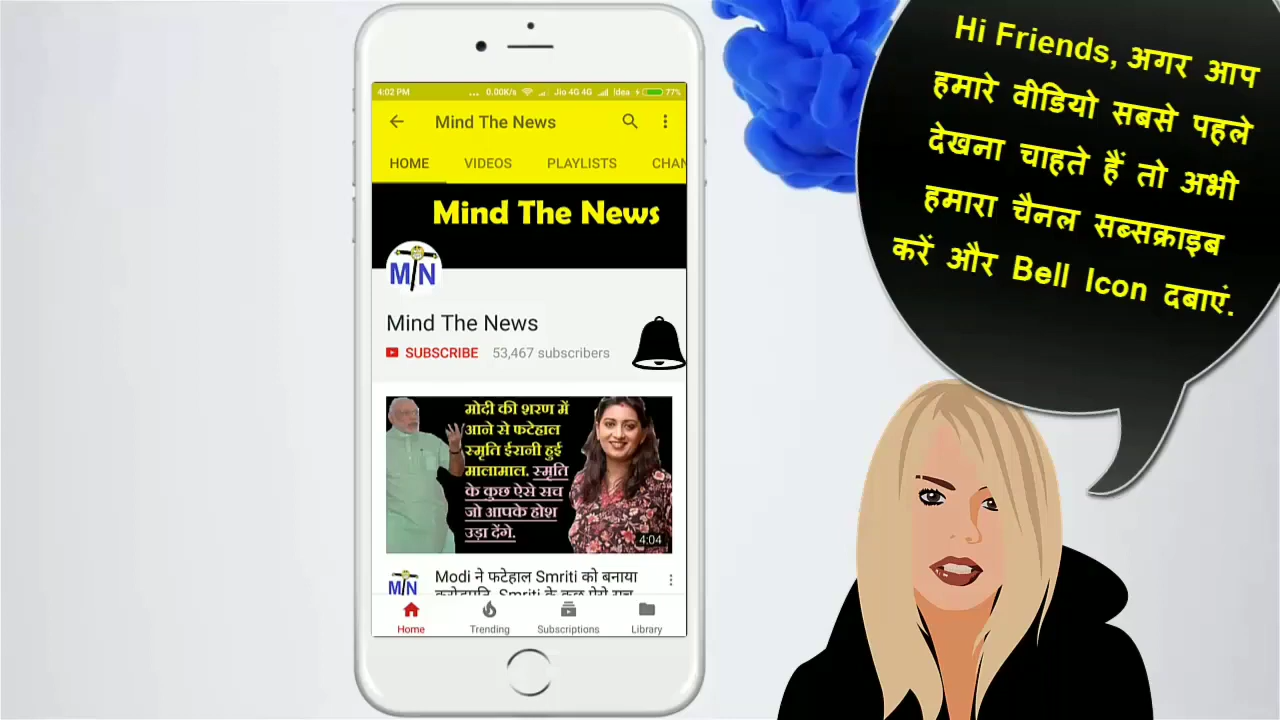 4:02 PM ... 0.00K/s Jio 4G 4G Idea 77%
Mind The News
HOME VIDEOS PLAYLISTS CHAN
Mind The News
MTN
Mind The News
SUBSCRIBE 53,467 subscribers
मोदी की शरण में
आने से फटेहाल
स्मृति ईरानी हुई
मालामाल. स्मृति
के कुछ ऐसे सच
जो आपके होश
उड़ा देंगे.
4:04
MTN
Modi ने फटेहाल Smriti को बनाया
Home Trending Subscriptions Library
Hi Friends, अगर आप
हमारे वीडियो सबसे पहले
देखना चाहते हैं तो अभी
हमारा चैनल सब्सक्राइब
करें और Bell Icon दबाएं.